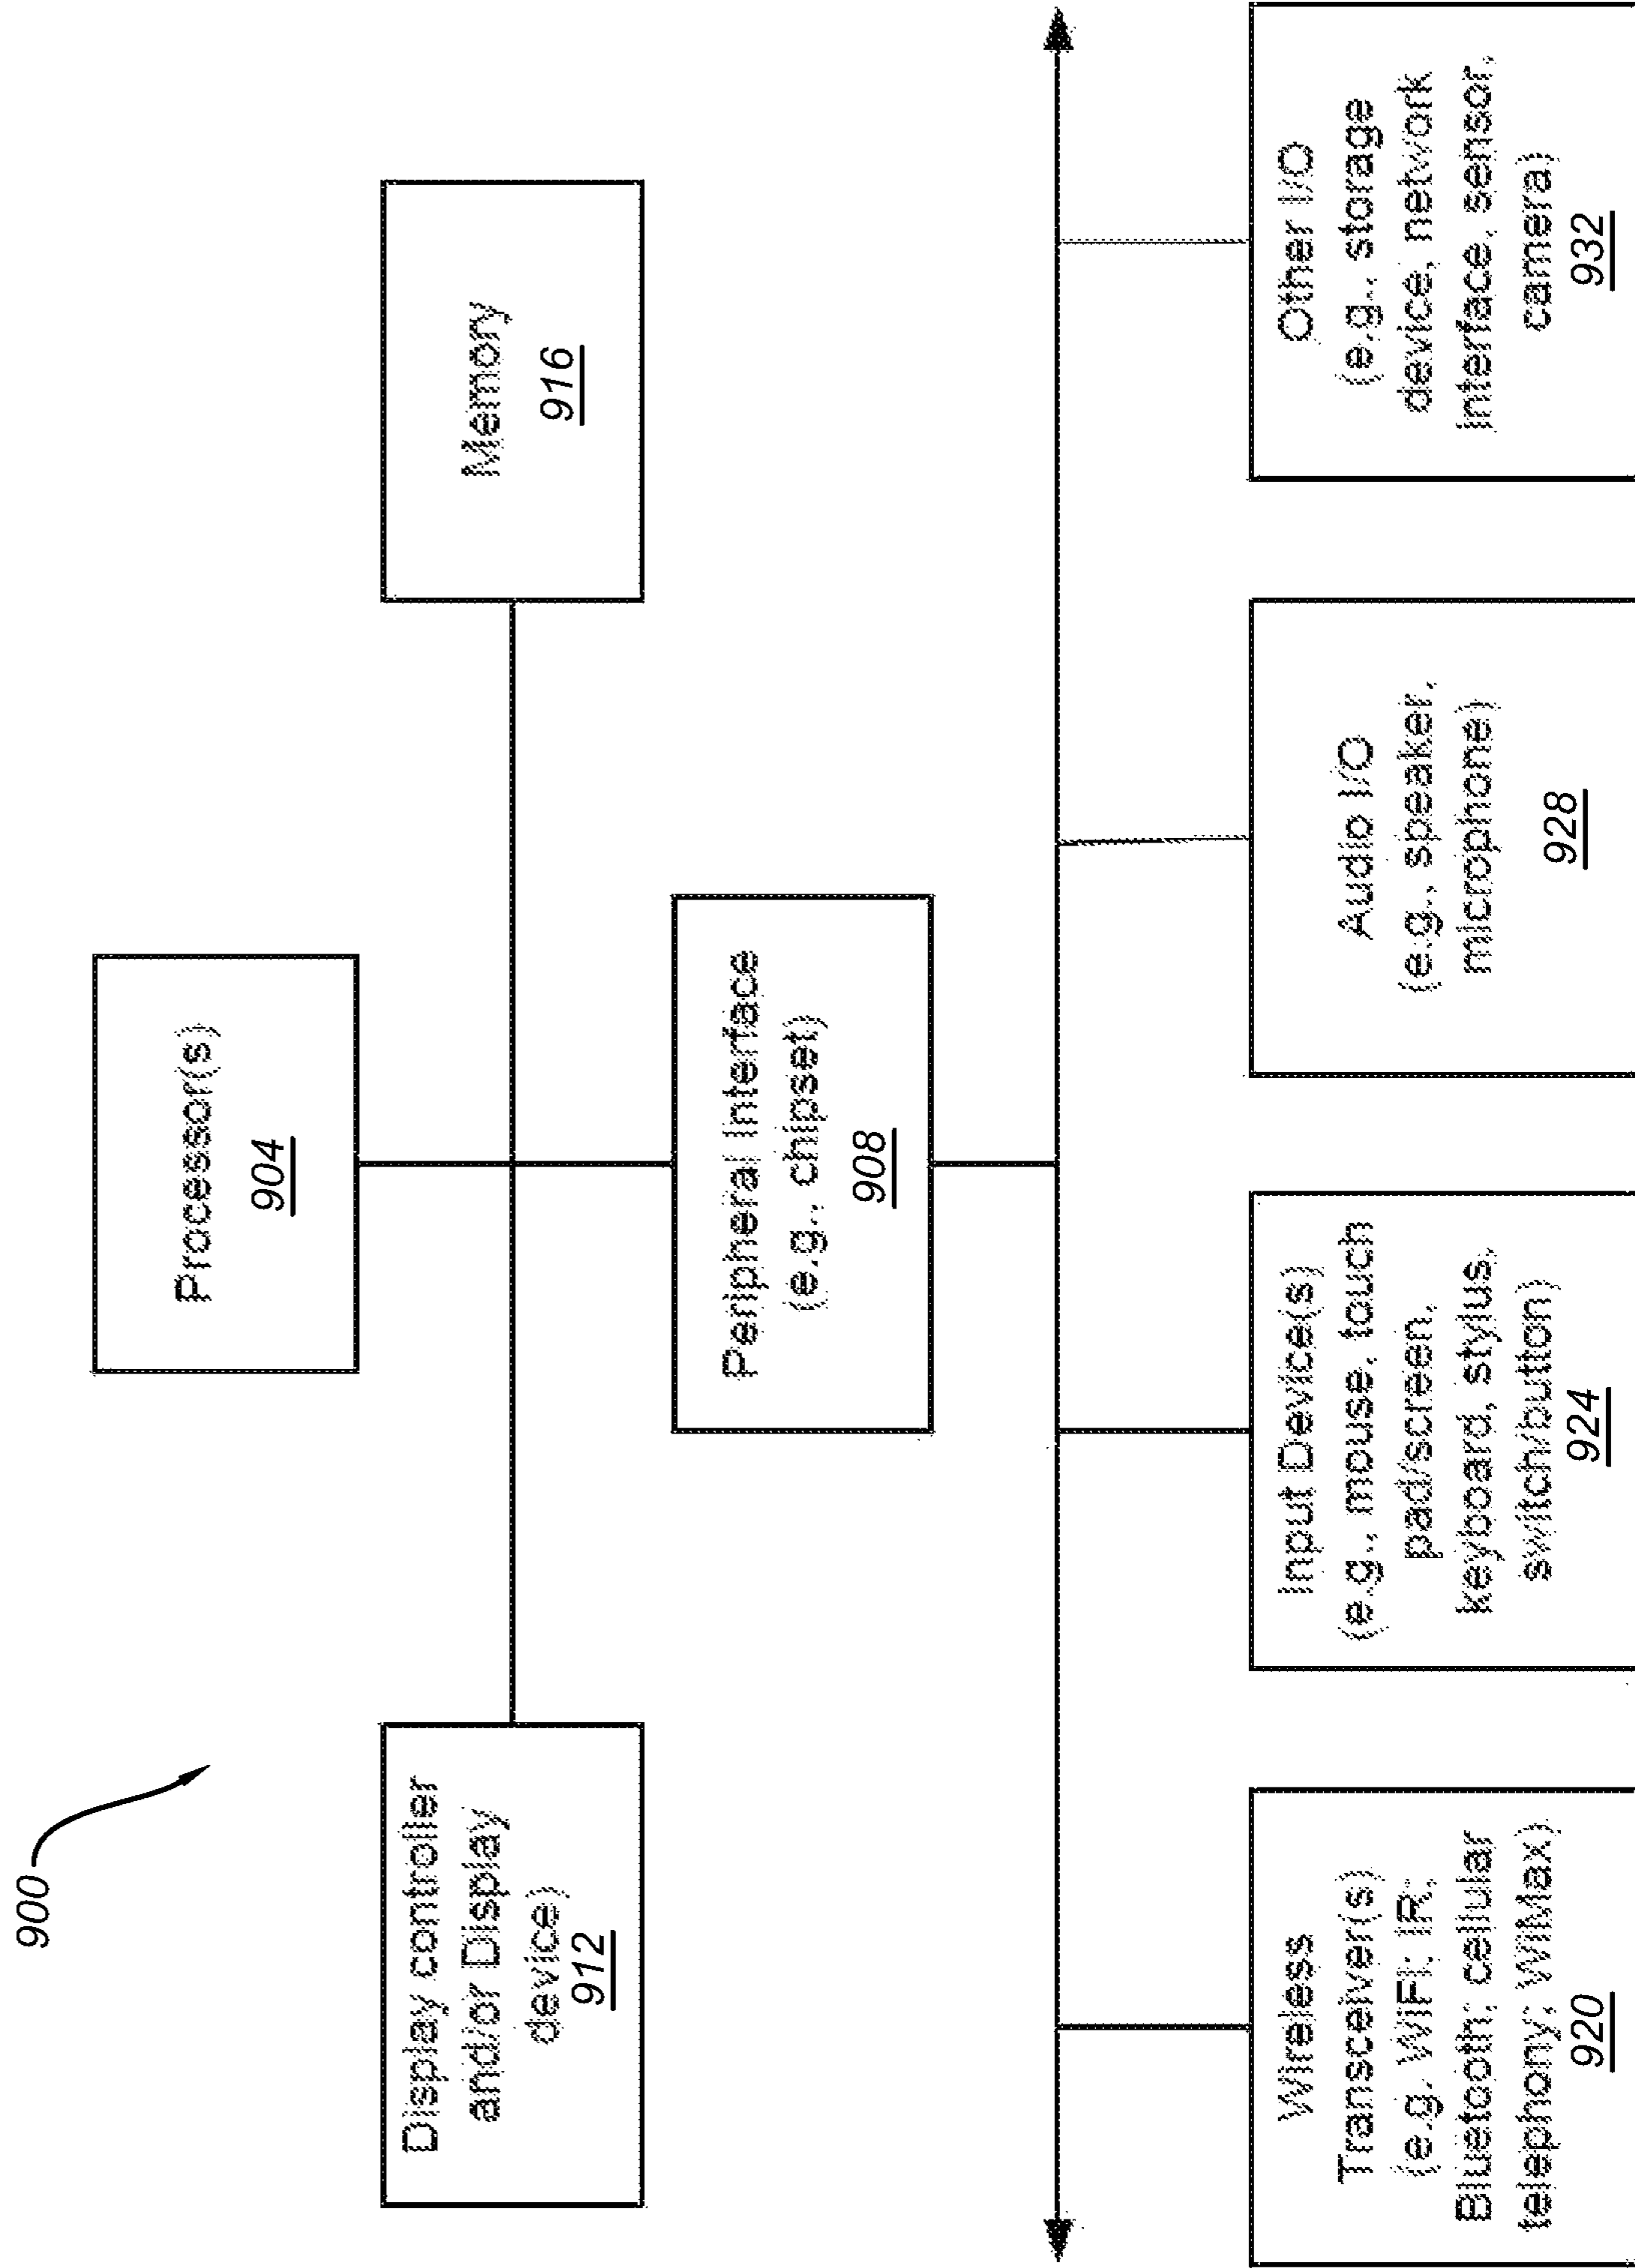 900
Processor(s)
904
Display controller
and/or Display
device)
912
Memory
916
Peripheral Interface
(e.g., chipset)
908
Wireless
Transceiver(s)
(e.g. WiFi; IR;
Bluetooth; cellular
telephony; WiMax)
920
Input Device(s)
(e.g., mouse, touch
pad/screen,
keyboard, stylus,
switch/button)
924
Audio I/O
(e.g., speaker,
microphone)
928
Other I/O
(e.g., storage
device, network
interface, sensor,
camera)
932